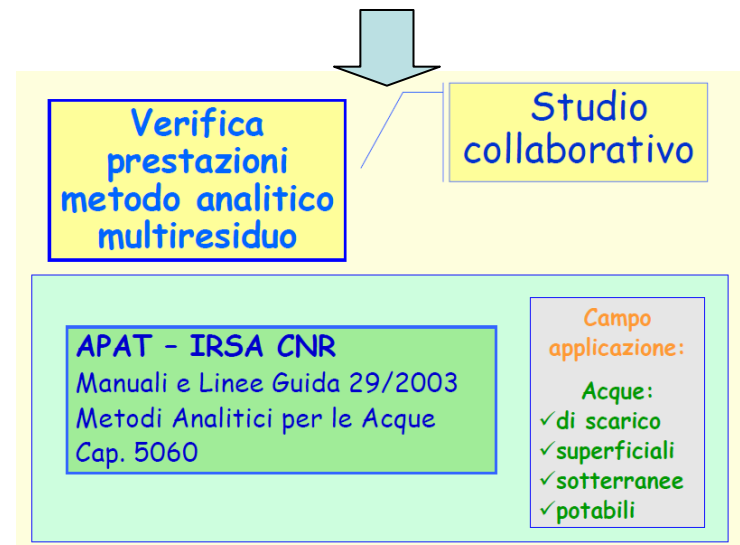 Verifica
prestazioni
metodo analitico
multiresiduo
Studio
collaborativo
APAT – IRSA CNR
Manuali e Linee Guida 29/2003
Metodi Analitici per le Acque
Cap. 5060
Campo
applicazione:
Acque:
✓di scarico
✓superficiali
✓sotterranee
✓potabili